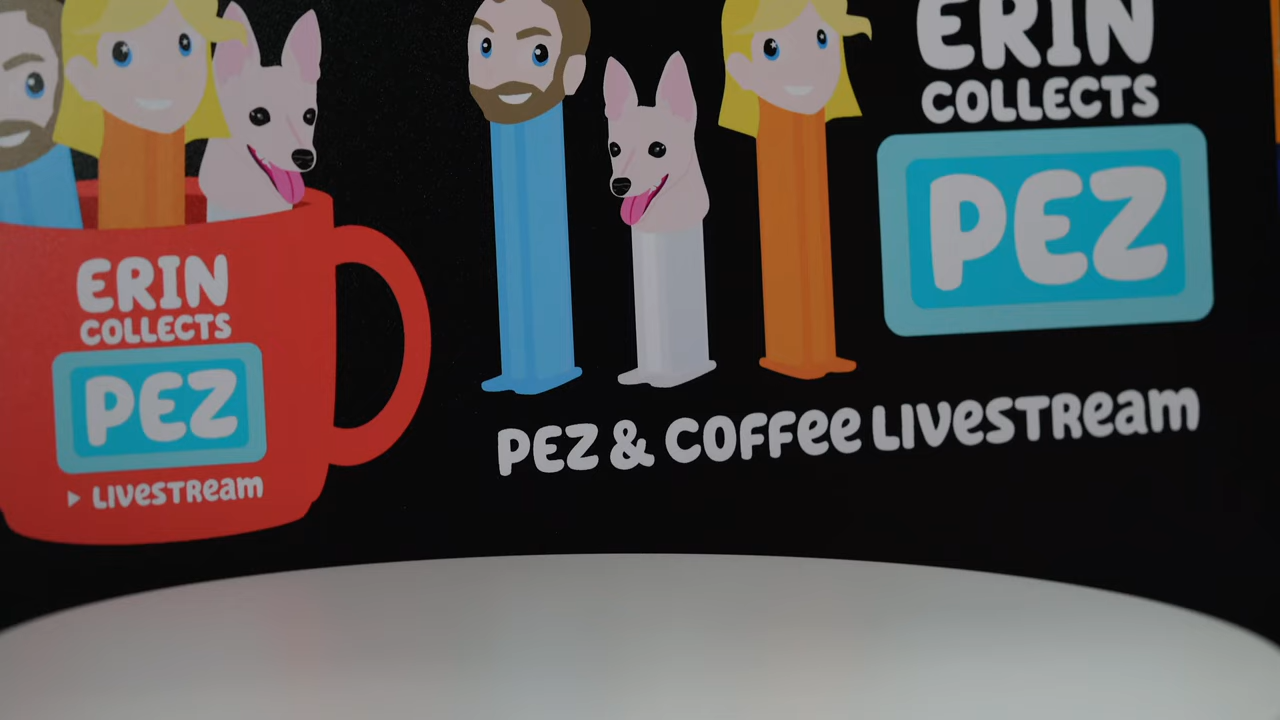 ERIN
COLLECTS
PEZ
LIVESTREAM
ERIN
COLLECTS
PEZ
PEZ & COFFEE LIVESTREAM